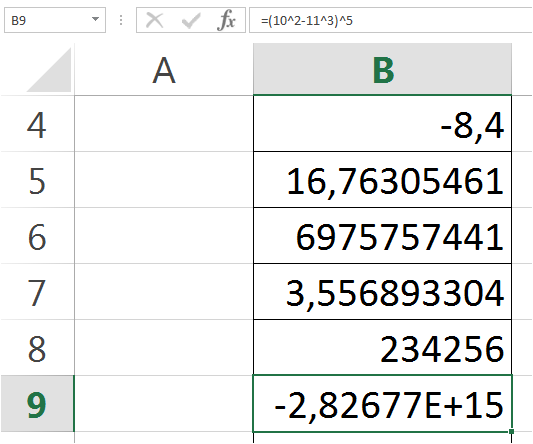 B9 fx =(10^2-11^3)^5
A B
4 -8,4
5 16,76305461
6 6975757441
7 3,556893304
8 234256
9 -2,82677E+15